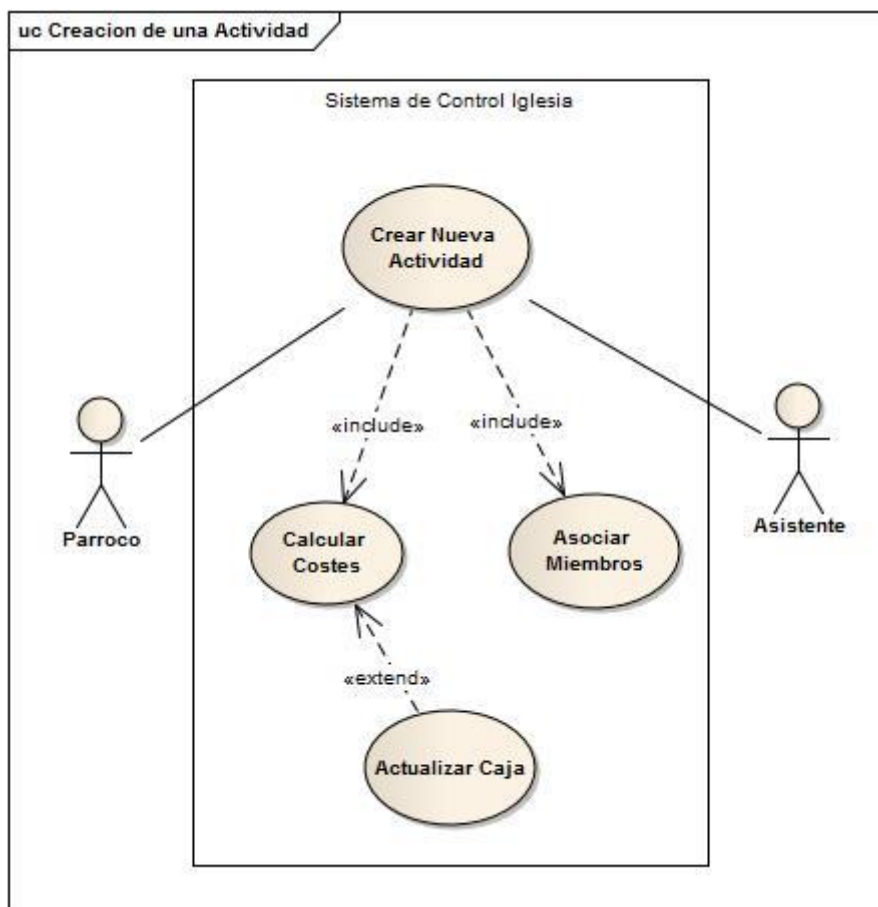 uc Creacion de una Actividad
Sistema de Control Iglesia
Crear Nueva
Actividad
«include»
«include»
Parroco
Calcular
Costes
Asociar
Miembros
Asistente
«extend»
Actualizar Caja